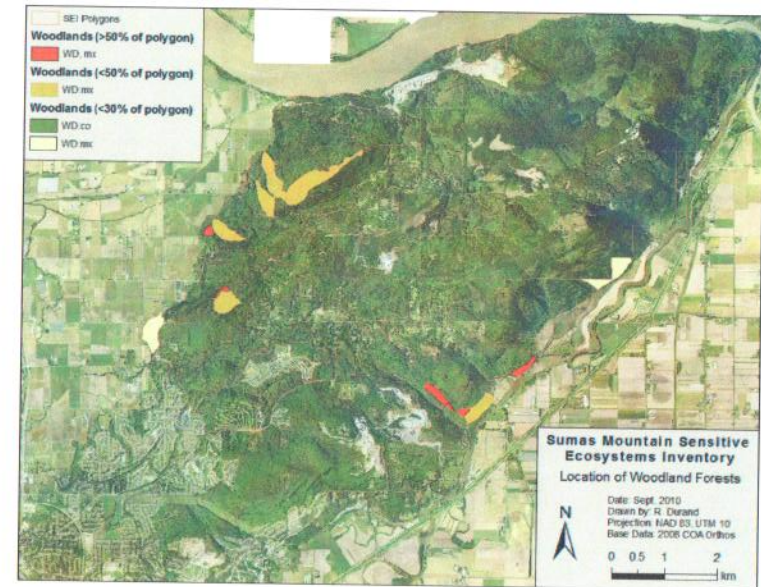 SEI Polygons
Woodlands (>50% of polygon)
WD: mx
Woodlands (<50% of polygon)
WD:mx
Woodlands (<30% of polygon)
WD:co
WD:mx
Sumas Mountain Sensitive
Ecosystems Inventory
Location of Woodland Forests
N
Date: Sept. 2010
Drawn by: R. Durand
Projection: NAD 83, UTM 10
Base Data: 2008 COA Orthos
0 0.5 1 2
km